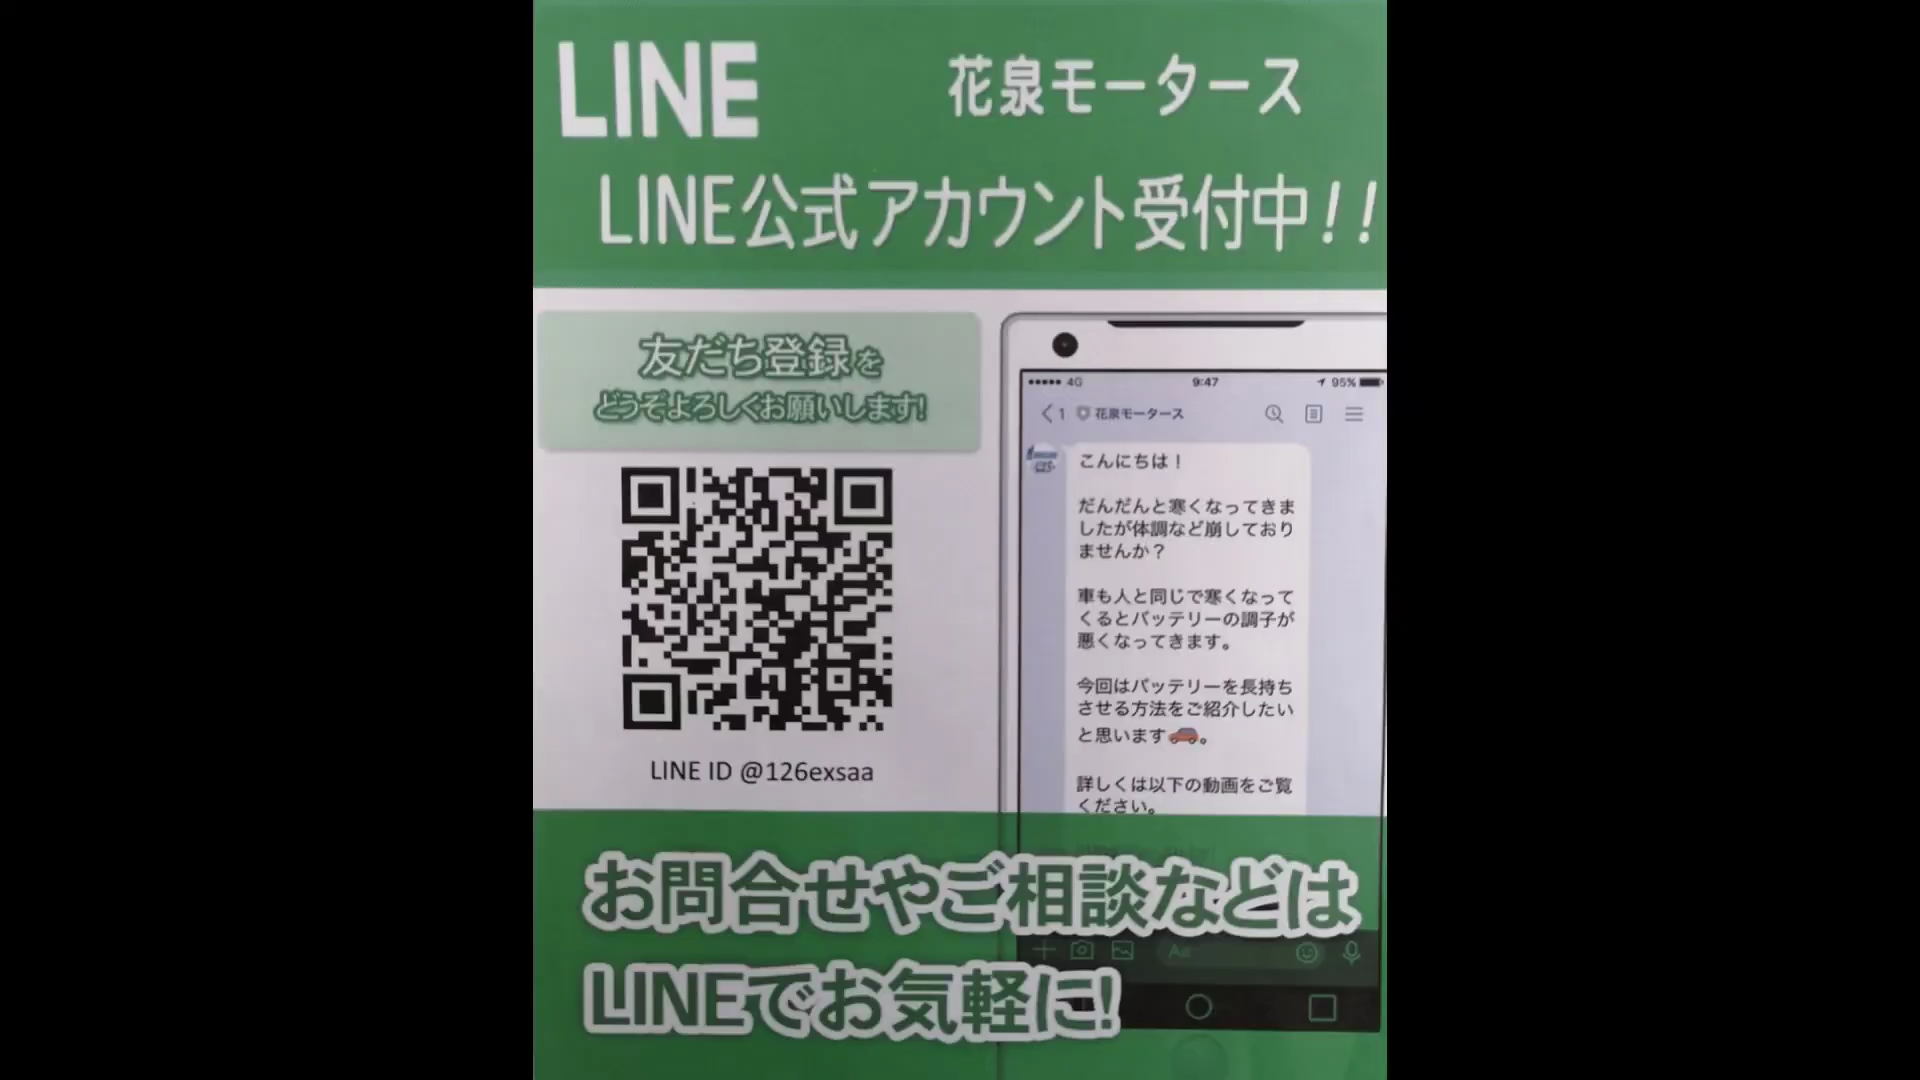 LINE
花泉モータース
LINE公式アカウント受付中!!
友だち登録を
どうぞよろしくお願いします!
LINE ID @126exsaa
4G
9:47
95%
1
花泉モータース
こんにちは！
だんだんと寒くなってきま
したが体調など崩しており
ませんか？
車も人と同じで寒くなって
くるとバッテリーの調子が
悪くなってきます。
今回はバッテリーを長持ち
させる方法をご紹介したい
と思います🚗。
詳しくは以下の動画をご覧
ください。
Aa
お問合せやご相談などは
LINEでお気軽に!